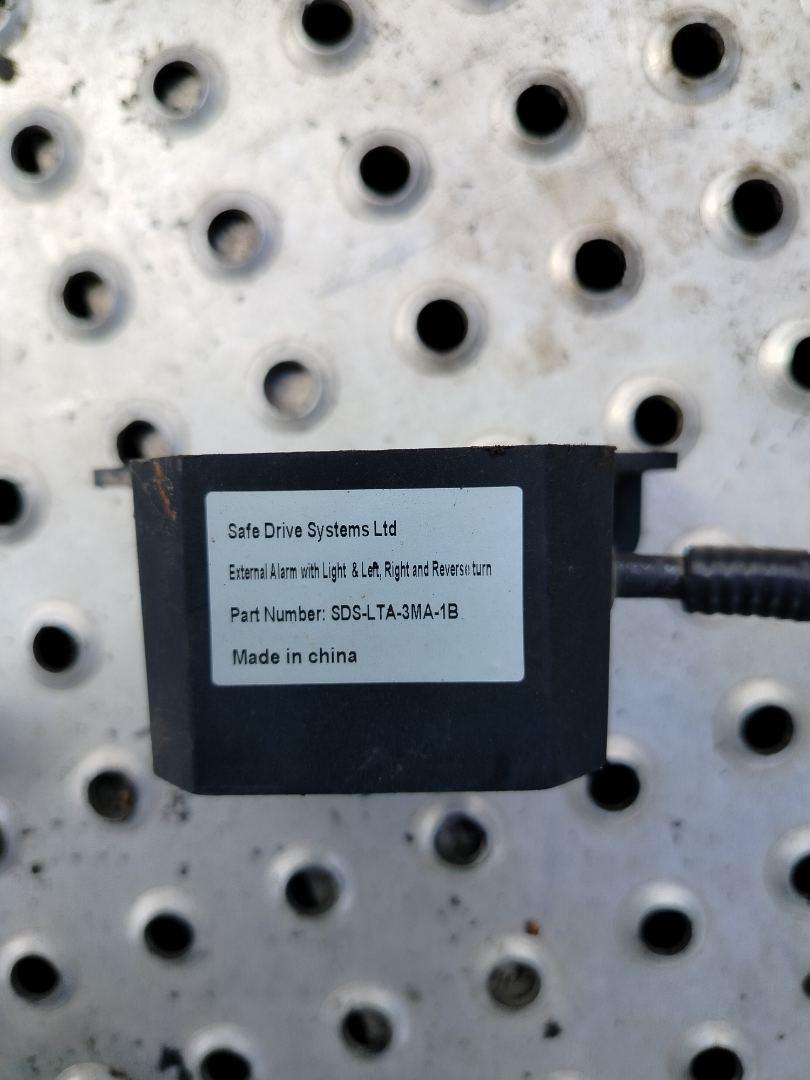 Safe Drive Systems Ltd
External Alarm with Light & Left, Right and Reverse turn
Part Number: SDS-LTA-3MA-1B
Made in china